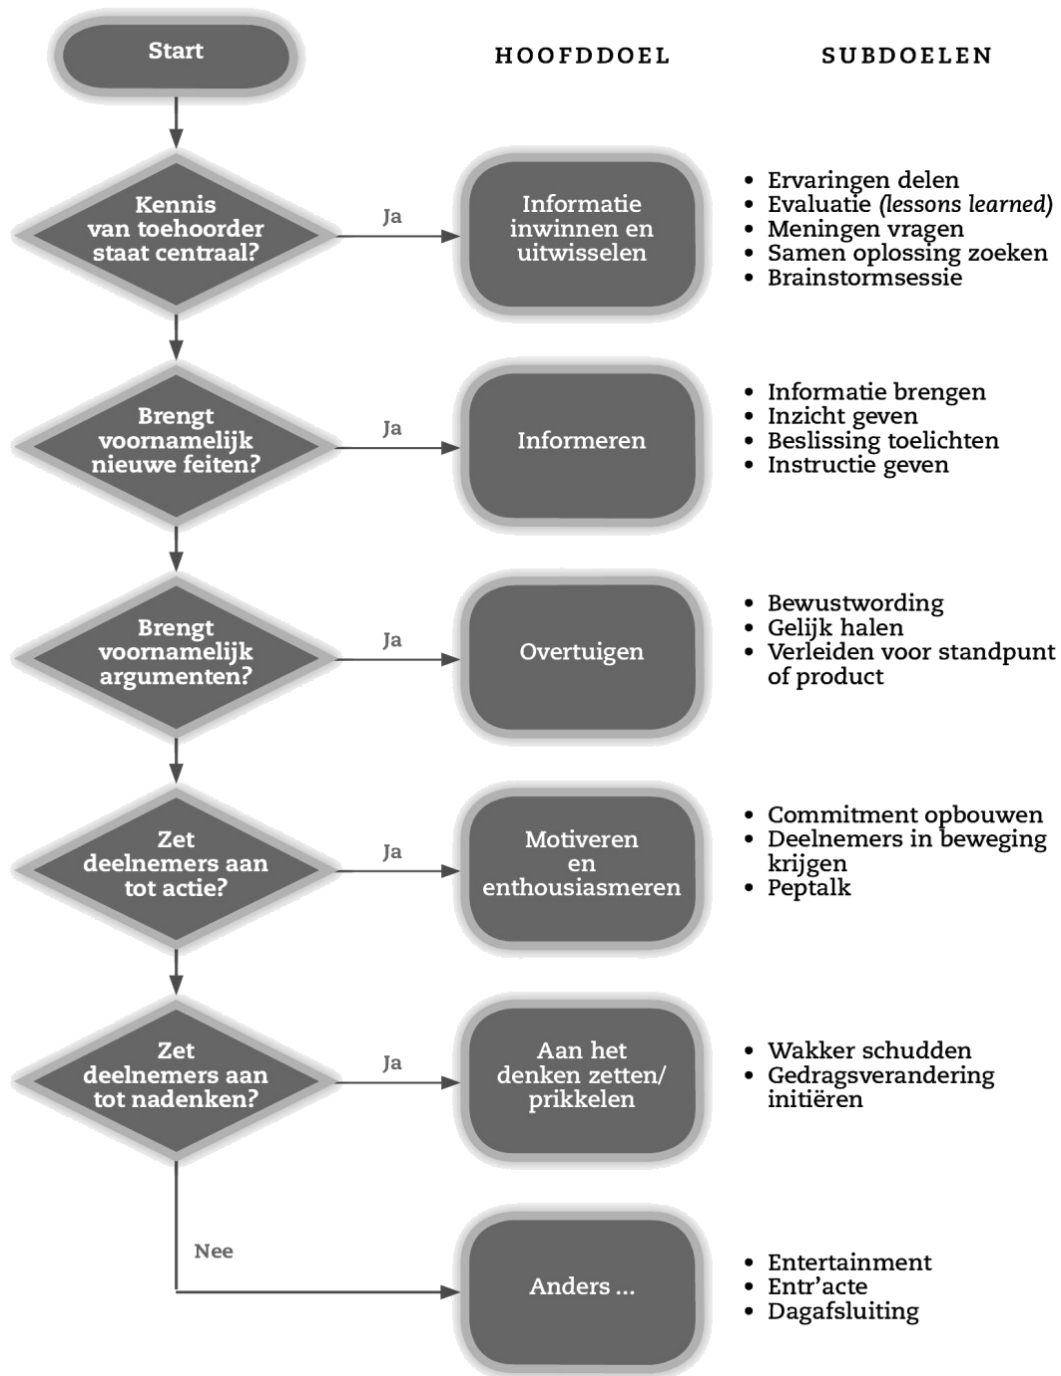 Start
HOOFDDOEL
SUBDOELEN
Kennis
van toehoorder
staat centraal?
Ja
Informatie
inwinnen en
uitwisselen
• Ervaringen delen
• Evaluatie (lessons learned)
• Meningen vragen
• Samen oplossing zoeken
• Brainstormsessie
Brengt
voornamelijk
nieuwe feiten?
Ja
Informeren
• Informatie brengen
• Inzicht geven
• Beslissing toelichten
• Instructie geven
Brengt
voornamelijk
argumenten?
Ja
Overtuigen
• Bewustwording
• Gelijk halen
• Verleiden voor standpunt
of product
Zet
deelnemers aan
tot actie?
Ja
Motiveren
en
enthousiasmeren
• Commitment opbouwen
• Deelnemers in beweging
krijgen
• Peptalk
Zet
deelnemers aan
tot nadenken?
Ja
Aan het
denken zetten/
prikkelen
• Wakker schudden
• Gedragsverandering
initiëren
Nee
Anders ...
• Entertainment
• Entr'acte
• Dagafsluiting